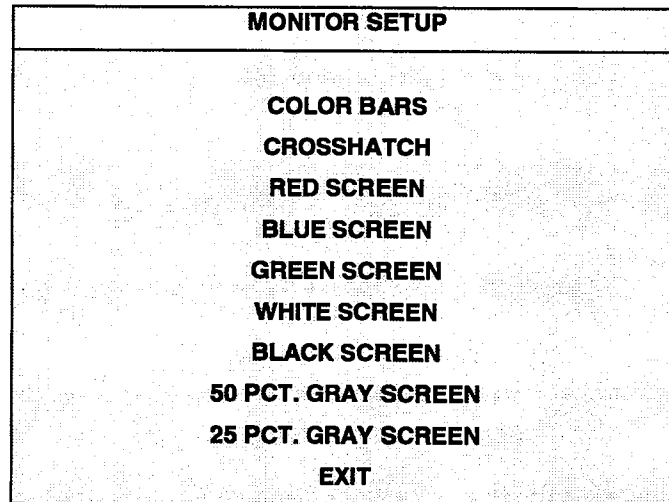 MONITOR SETUP
COLOR BARS
CROSSHATCH
RED SCREEN
BLUE SCREEN
GREEN SCREEN
WHITE SCREEN
BLACK SCREEN
50 PCT. GRAY SCREEN
25 PCT. GRAY SCREEN
EXIT